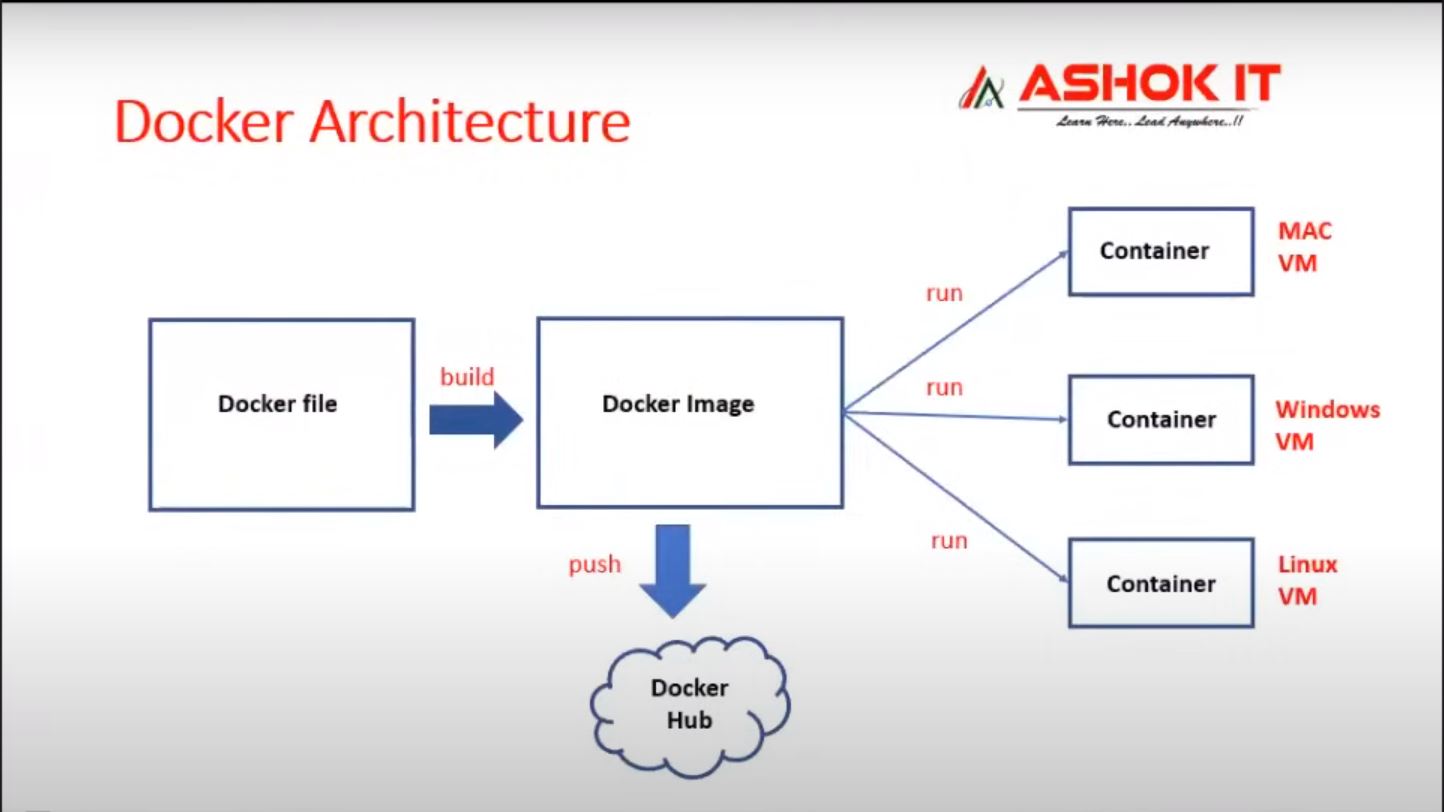 ASHOK IT
Learn Here.. Lead Anywhere..!!
Docker Architecture
Docker file
build
Docker Image
push
Docker
Hub
run
run
run
Container
MAC
VM
Container
Windows
VM
Container
Linux
VM